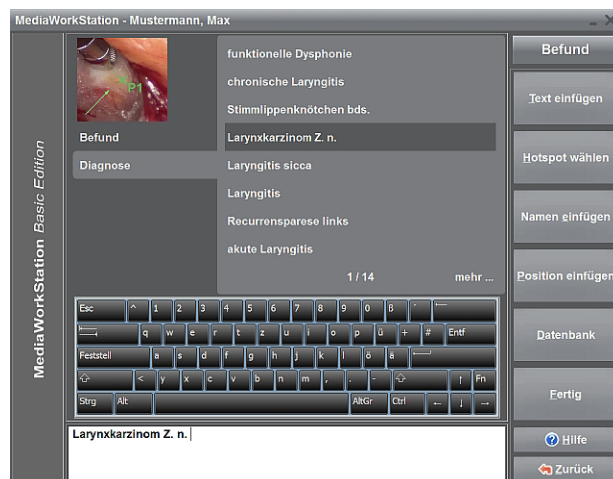 MediaWorkStation - Mustermann, Max
MediaWorkStation Basic Edition
P1
Befund
Diagnose
funktionelle Dysphonie
chronische Laryngitis
Stimmlippenknötchen bds.
Larynxkarzinom Z. n.
Laryngitis sicca
Laryngitis
Recurrensparese links
akute Laryngitis
1 / 14 mehr ...
Befund
Text einfügen
Hotspot wählen
Namen einfügen
Position einfügen
Datenbank
Fertig
Hilfe
Zurück
Esc ^ 1 2 3 4 5 6 7 8 9 0 ß ´ ←
q w e r t z u i o p ü + # Entf
Feststell a s d f g h j k l ö ä
< y x c v b n m , . - ↑ Fn
Strg Alt AltGr Ctrl ← ↓ →
Larynxkarzinom Z. n.